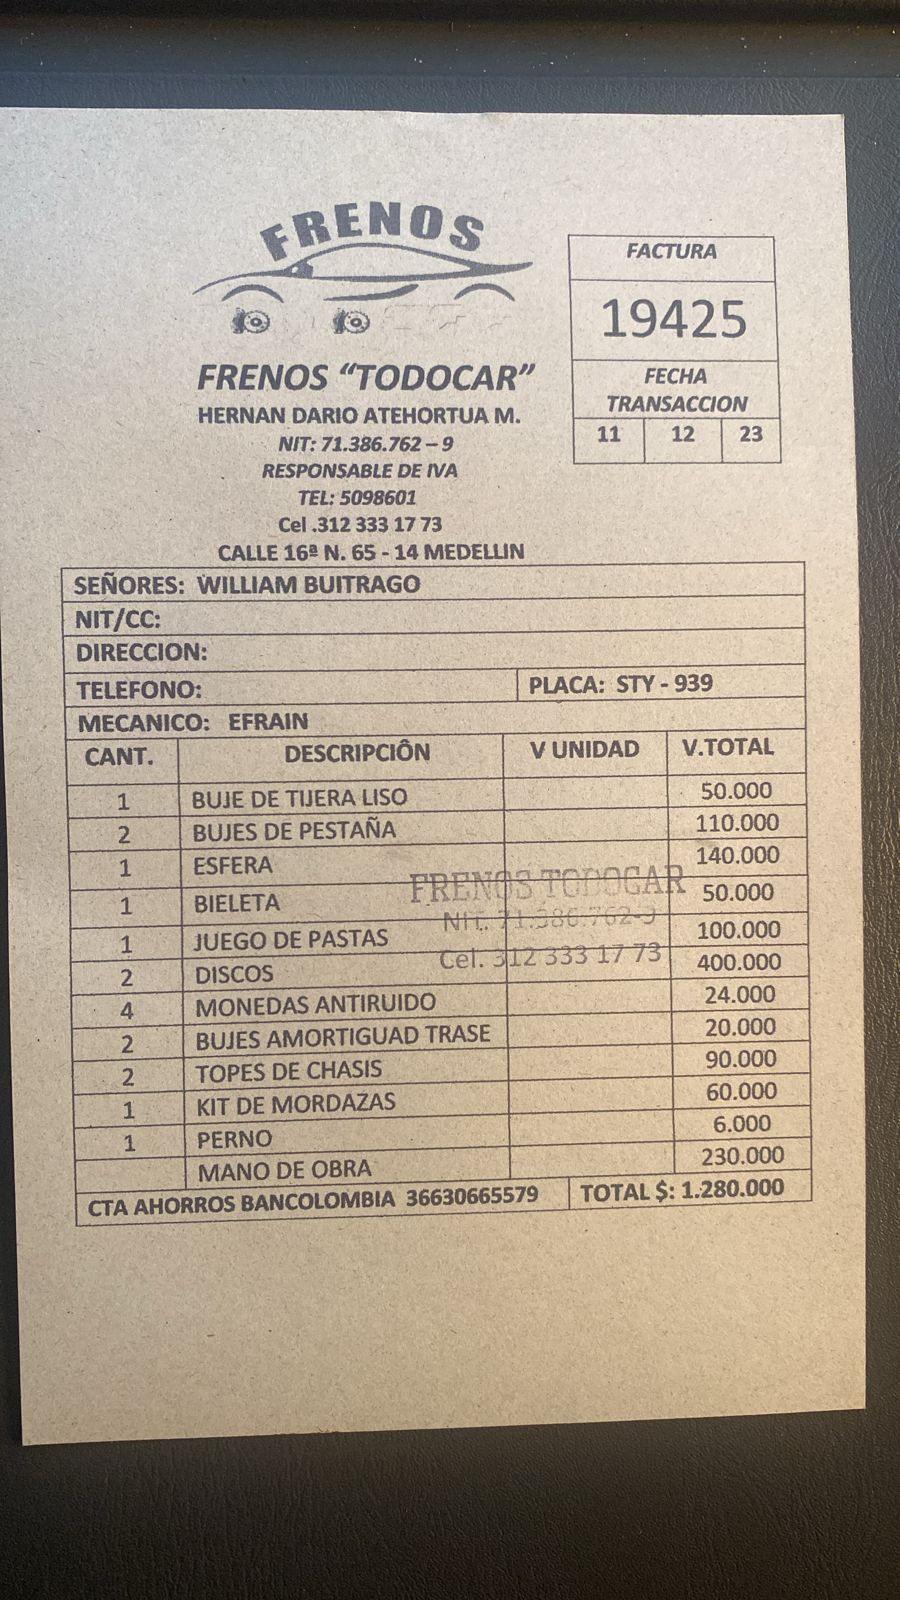 FRENOS
FACTURA
19425
FECHA
TRANSACCION
11 12 23
FRENOS “TODOCAR”
HERNAN DARIO ATEHORTUA M.
NIT: 71.386.762 – 9
RESPONSABLE DE IVA
TEL: 5098601
Cel .312 333 17 73
CALLE 16ª N. 65 - 14 MEDELLIN
SEÑORES: WILLIAM BUITRAGO
NIT/CC:
DIRECCION:
TELEFONO: PLACA: STY - 939
MECANICO: EFRAIN
CANT. DESCRIPCIÔN V UNIDAD V.TOTAL
1 BUJE DE TIJERA LISO 50.000
2 BUJES DE PESTAÑA 110.000
1 ESFERA 140.000
1 BIELETA 50.000
1 JUEGO DE PASTAS 100.000
2 DISCOS 400.000
4 MONEDAS ANTIRUIDO 24.000
2 BUJES AMORTIGUAD TRASE 20.000
2 TOPES DE CHASIS 90.000
1 KIT DE MORDAZAS 60.000
1 PERNO 6.000
MANO DE OBRA 230.000
CTA AHORROS BANCOLOMBIA 36630665579 TOTAL $: 1.280.000
FRENOS TODOCAR
NIT. 71.386.762-9
Cel. 312 333 17 73